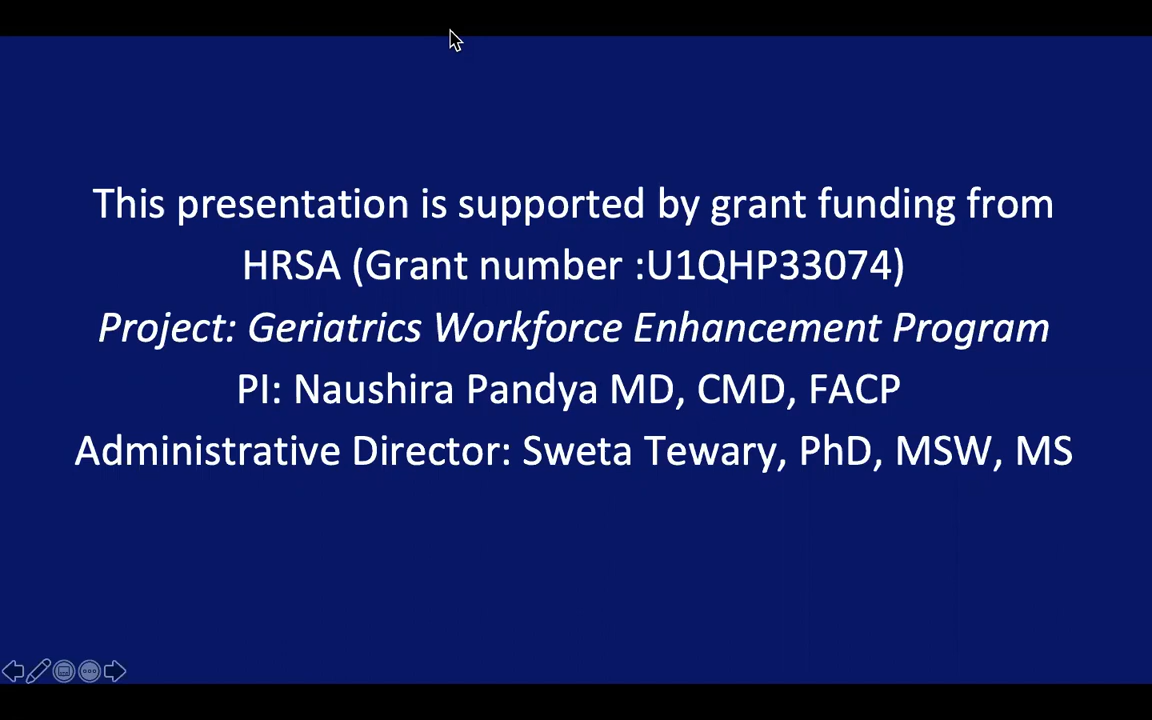 This presentation is supported by grant funding from
HRSA (Grant number :U1QHP33074)
Project: Geriatrics Workforce Enhancement Program
PI: Naushira Pandya MD, CMD, FACP
Administrative Director: Sweta Tewary, PhD, MSW, MS